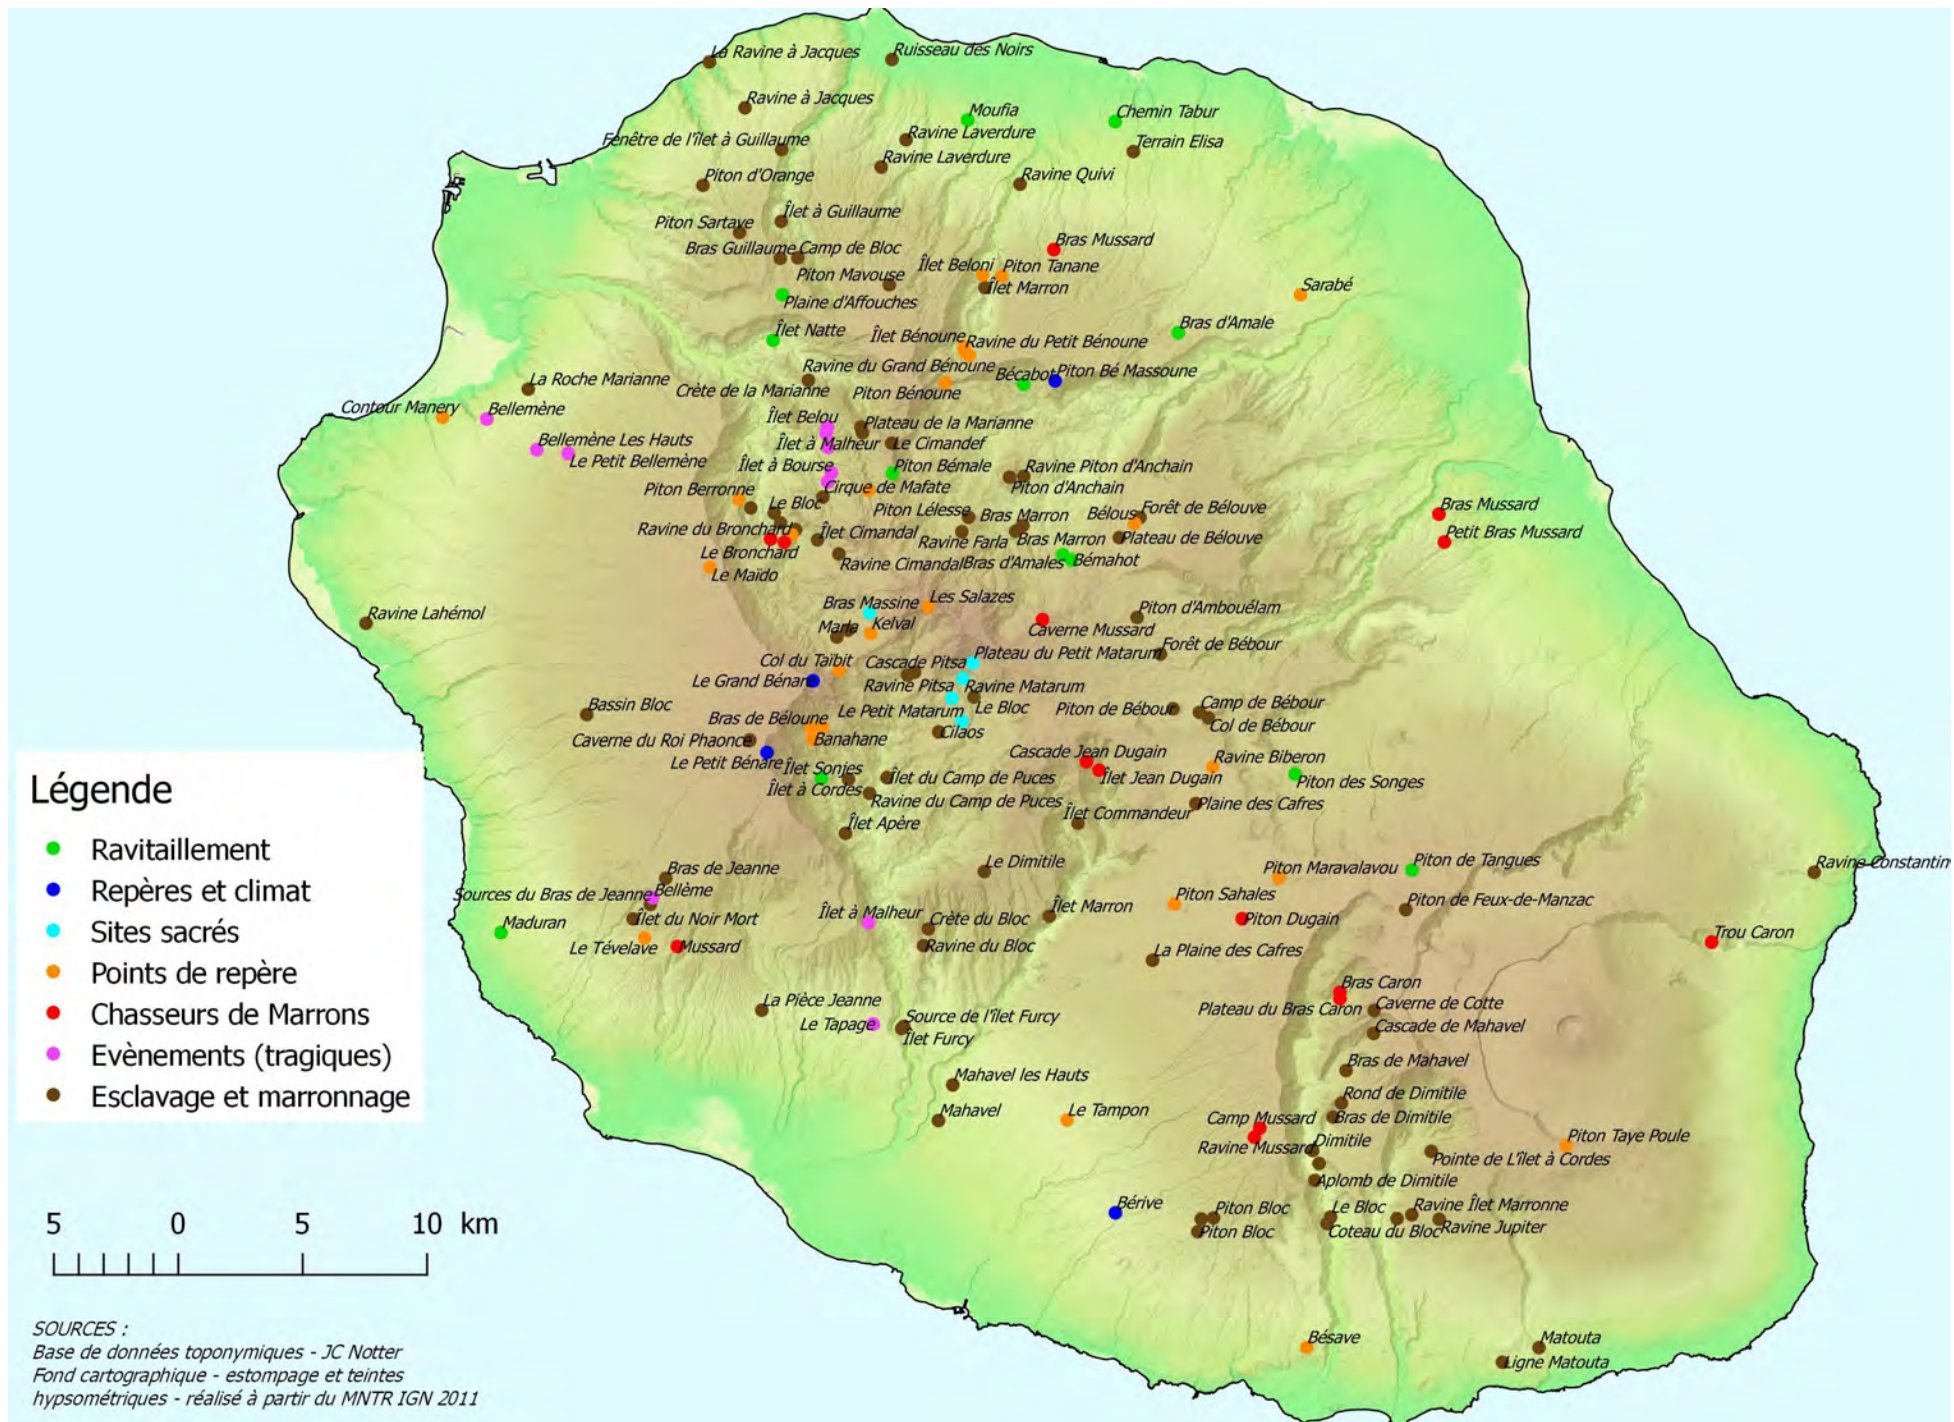 La Ravine à Jacques
Ruisseau des Noirs
Ravine à Jacques
Moufia
Chemin Tabur
Fenêtre de l'îlet à Guillaume
Ravine Laverdure
Terrain Elisa
Ravine Laverdure
Piton d'Orange
Ravine Quivi
Îlet à Guillaume
Piton Sartave
Bras Guillaume
Camp de Bloc
Bras Mussard
Îlet Beloni
Piton Tanane
Piton Mavouse
Îlet Marron
Sarabé
Plaine d'Affouches
Îlet Natte
Îlet Bénoune
Ravine du Petit Bénoune
Bras d'Amale
Ravine du Grand Bénoune
Bécabot
Piton Bé Massoune
La Roche Marianne
Crète de la Marianne
Piton Bénoune
Contour Manery
Bellemène
Îlet Belou
Plateau de la Marianne
Bellemène Les Hauts
Îlet à Malheur
Le Cimandef
Le Petit Bellemène
Îlet à Bourse
Piton Bémale
Ravine Piton d'Anchain
Piton Berronne
Cirque de Mafate
Piton d'Anchain
Le Bloc
Piton Lélesse
Bras Marron
Bélous
Forêt de Bélouve
Bras Mussard
Ravine du Bronchard
Îlet Cimandal
Ravine Farla
Bras Marron
Plateau de Bélouve
Petit Bras Mussard
Le Bronchard
Ravine Cimandal
Bras d'Amales
Bémahot
Le Maïdo
Ravine Lahémol
Bras Massine
Les Salazes
Piton d'Ambouélam
Marla
Kelval
Caverne Mussard
Forêt de Bébour
Col du Taïbit
Cascade Pitsa
Plateau du Petit Matarum
Le Grand Bénare
Ravine Pitsa
Ravine Matarum
Bassin Bloc
Bras de Béloune
Le Petit Matarum
Le Bloc
Piton de Bébour
Camp de Bébour
Col de Bébour
Caverne du Roi Phaonce
Banahane
Cilaos
Le Petit Bénare
Îlet Sonjes
Cascade Jean Dugain
Ravine Biberon
Îlet à Cordes
Îlet du Camp de Puces
Îlet Jean Dugain
Piton des Songes
Ravine du Camp de Puces
Îlet Commandeur
Plaine des Cafres
Îlet Apère
Bras de Jeanne
Le Dimitile
Piton Maravalavou
Piton de Tangues
Ravine Constantin
Sources du Bras de Jeanne
Bellème
Piton Sahales
Piton de Feux-de-Manzac
Maduran
Îlet du Noir Mort
Îlet à Malheur
Crète du Bloc
Îlet Marron
Piton Dugain
Le Tévelave
Mussard
Ravine du Bloc
La Plaine des Cafres
Trou Caron
Bras Caron
La Pièce Jeanne
Plateau du Bras Caron
Caverne de Cotte
Le Tapage
Source de l'îlet Furcy
Cascade de Mahavel
Îlet Furcy
Bras de Mahavel
Mahavel les Hauts
Rond de Dimitile
Mahavel
Le Tampon
Camp Mussard
Bras de Dimitile
Ravine Mussard
Dimitile
Piton Taye Poule
Pointe de L'îlet à Cordes
Aplomb de Dimitile
Bérive
Piton Bloc
Le Bloc
Ravine Îlet Marronne
Piton Bloc
Coteau du Bloc
Ravine Jupiter
Bésave
Matouta
Ligne Matouta
Légende
Ravitaillement
Repères et climat
Sites sacrés
Points de repère
Chasseurs de Marrons
Evènements (tragiques)
Esclavage et marronnage
5 0 5 10 km
SOURCES :
Base de données toponymiques - JC Notter
Fond cartographique - estompage et teintes
hypsométriques - réalisé à partir du MNTR IGN 2011